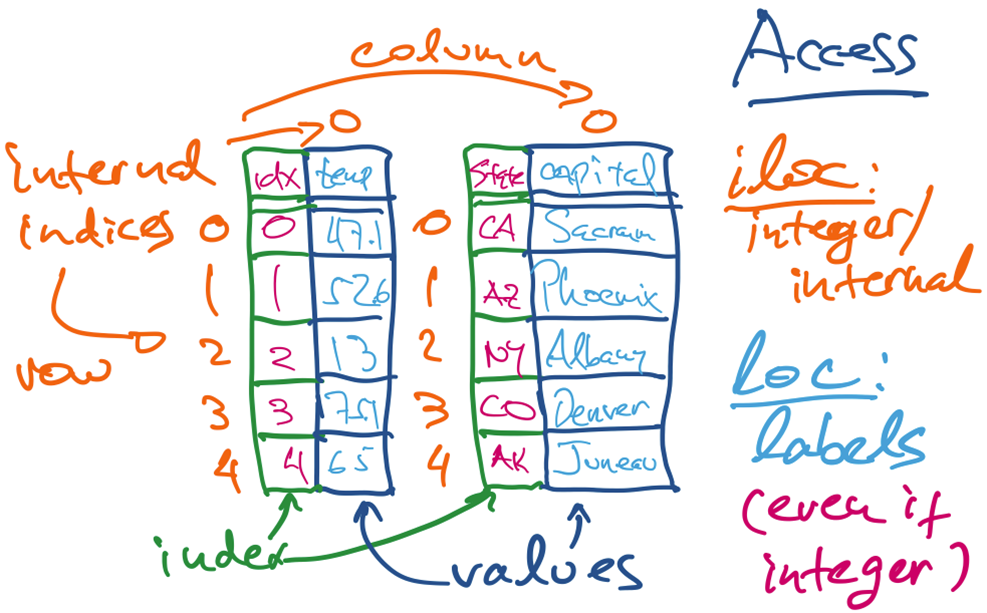 Access
column
0 0
internal
indices
row
idx temp
0 0 47.1
1 1 52.6
2 2 13
3 3 79
4 4 65
State capital
0 CA Sacram
1 AZ Phoenix
2 NY Albany
3 CO Denver
4 AK Juneau
index
values
iloc:
integer/
internal
loc:
labels
(even if
integer)